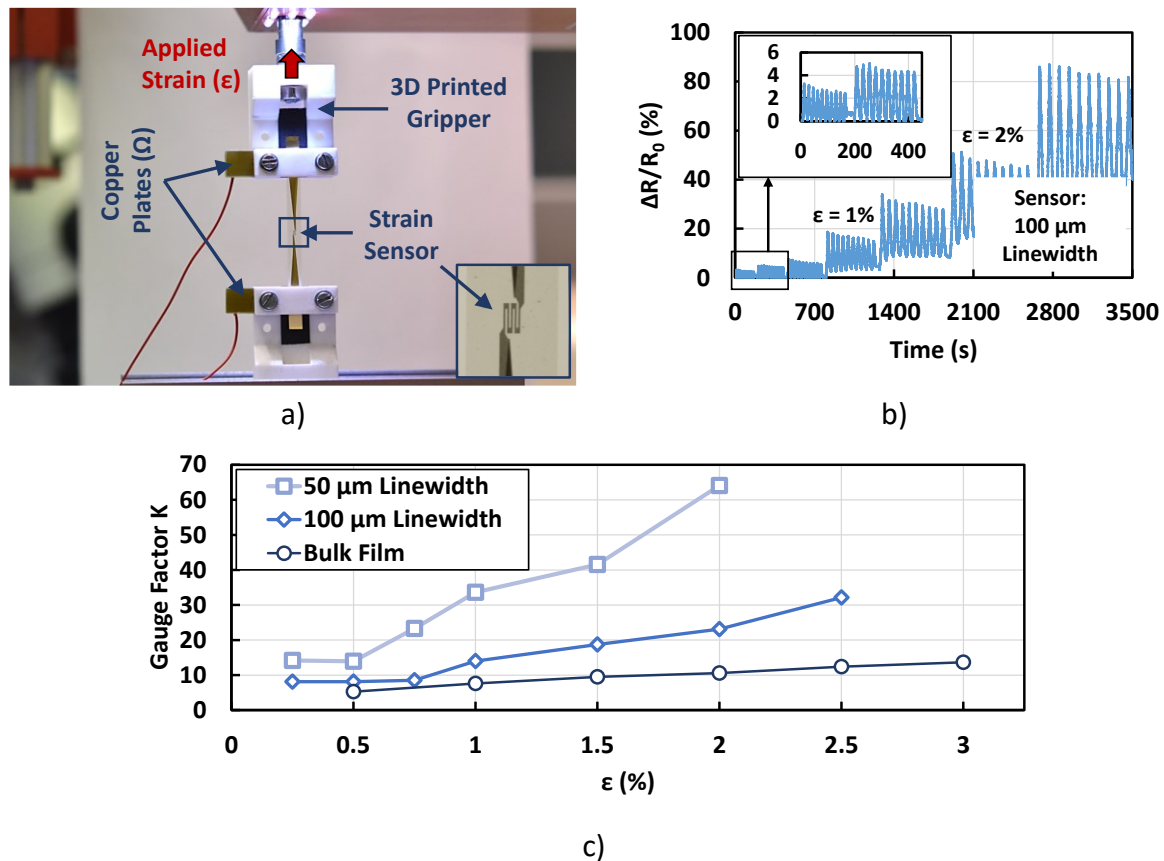 Applied
Strain (ε)
3D Printed
Gripper
Copper
Plates (Ω)
Strain
Sensor
a)
ΔR/R0 (%)
100
80
60
40
20
0
6
4
2
0
0 200 400
ε = 1%
ε = 2%
Sensor:
100 μm
Linewidth
0 700 1400 2100 2800 3500
Time (s)
b)
Gauge Factor K
70
60
50
40
30
20
10
0
50 μm Linewidth
100 μm Linewidth
Bulk Film
0 0.5 1 1.5 2 2.5 3
ε (%)
c)